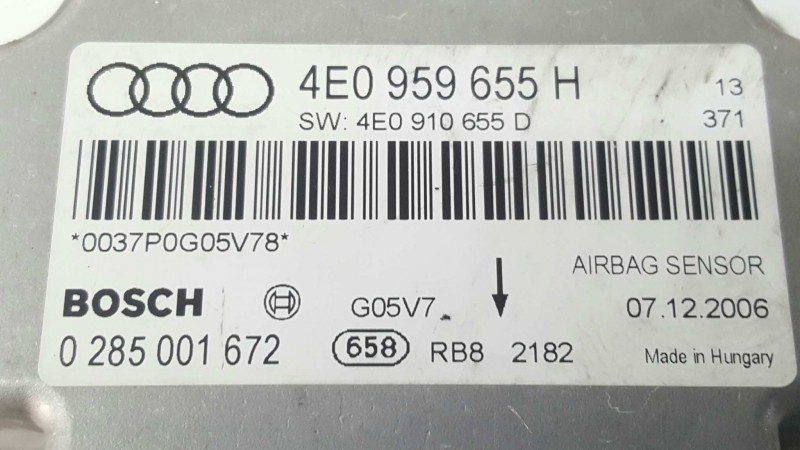 4E0 959 655 H 13
SW: 4E0 910 655 D 371
*0037P0G05V78*
AIRBAG SENSOR
BOSCH G05V7 07.12.2006
0 285 001 672 658 RB8 2182 Made in Hungary